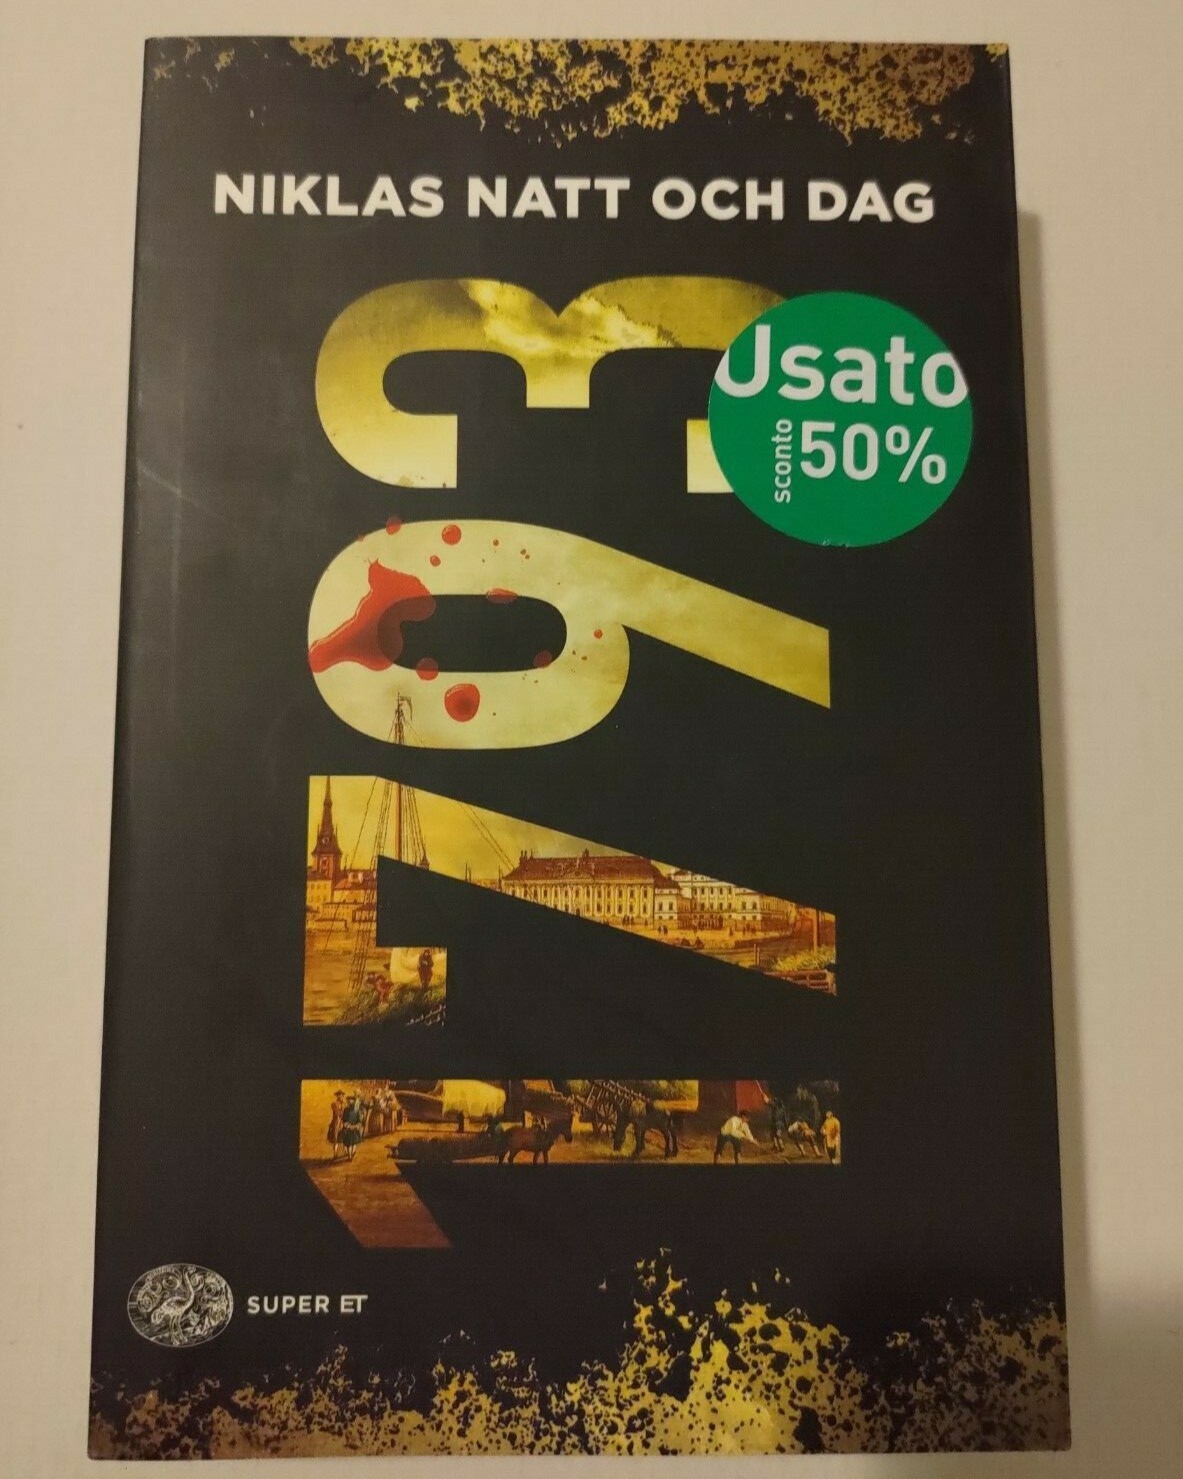 NIKLAS NATT OCH DAG
1793
Usato
sconto 50%
SUPER ET